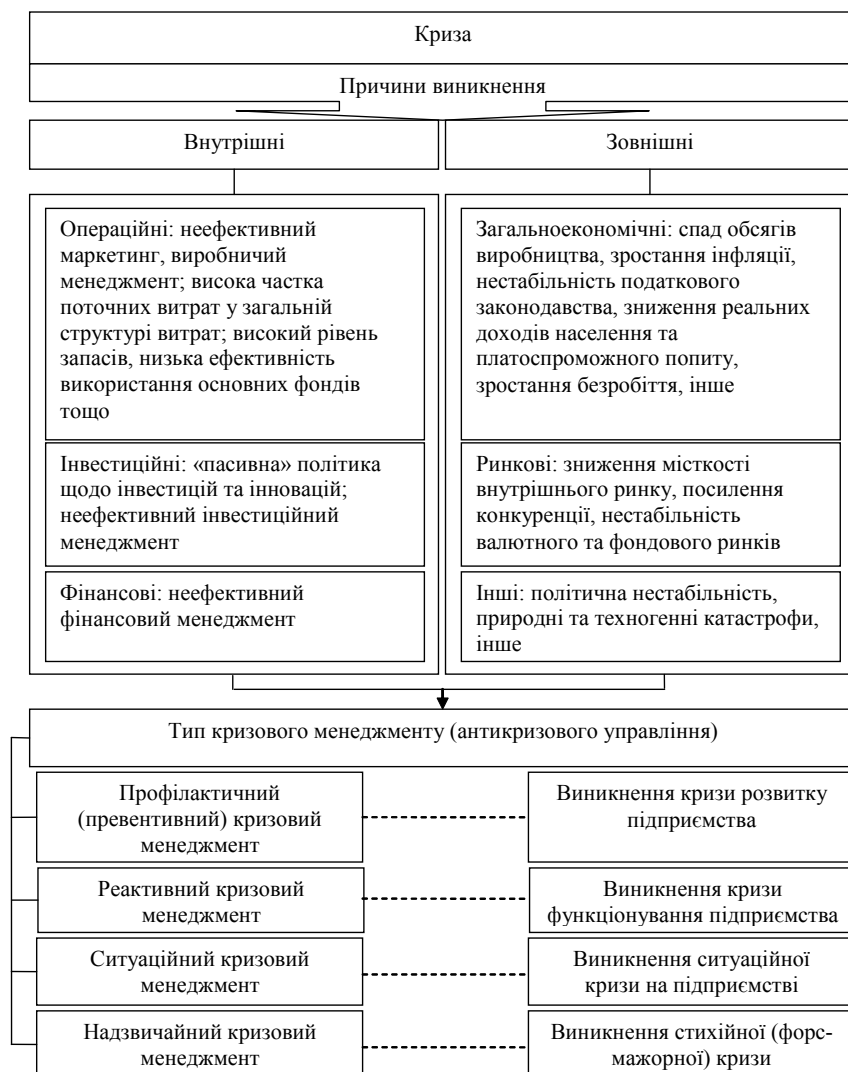 Криза
Причини виникнення
Внутрішні
Зовнішні
Операційні: неефективний
маркетинг, виробничий
менеджмент; висока частка
поточних витрат у загальній
структурі витрат; високий рівень
запасів, низька ефективність
використання основних фондів
тощо
Інвестиційні: «пасивна» політика
щодо інвестицій та інновацій;
неефективний інвестиційний
менеджмент
Фінансові: неефективний
фінансовий менеджмент
Загальноекономічні: спад обсягів
виробництва, зростання інфляції,
нестабільність податкового
законодавства, зниження реальних
доходів населення та
платоспроможного попиту,
зростання безробіття, інше
Ринкові: зниження місткості
внутрішнього ринку, посилення
конкуренції, нестабільність
валютного та фондового ринків
Інші: політична нестабільність,
природні та техногенні катастрофи,
інше
Тип кризового менеджменту (антикризового управління)
Профілактичний
(превентивний) кризовий
менеджмент
Виникнення кризи розвитку
підприємства
Реактивний кризовий
менеджмент
Виникнення кризи
функціонування підприємства
Ситуаційний кризовий
менеджмент
Виникнення ситуаційної
кризи на підприємстві
Надзвичайний кризовий
менеджмент
Виникнення стихійної (форс-
мажорної) кризи